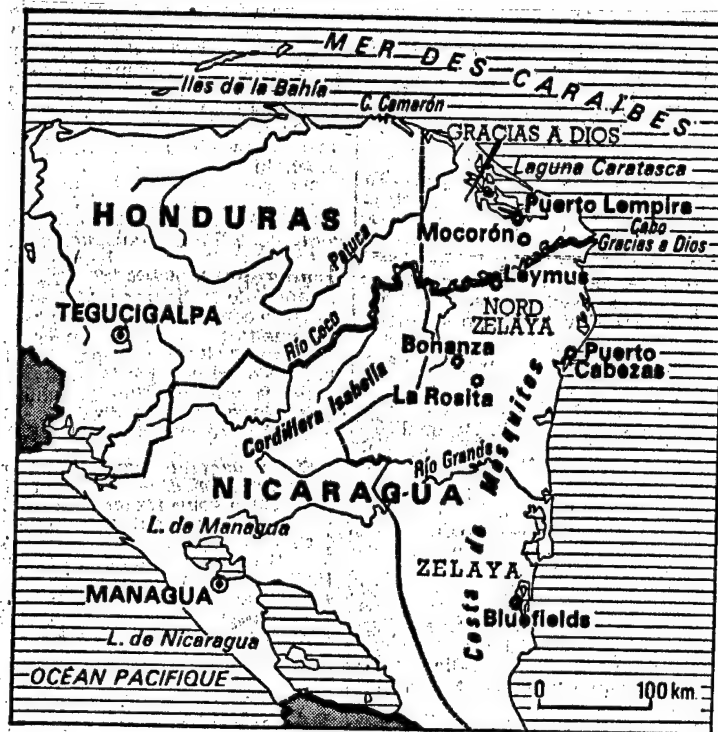 MER DES CARAÏBES
Iles de la Bahía
C. Camarón
GRACIAS A DIOS
Laguna Caratasca
Puerto Lempira
HONDURAS
Mocorón
Cabo
Gracias a Dios
Patuca
Leymus
TEGUCIGALPA
NORD
ZELAYA
Río Coco
Bonanza
Puerto
Cabezas
La Rosita
Cordillera Isabella
Río Grande
NICARAGUA
Costa de Mosquitos
L. de Managua
ZELAYA
MANAGUA
Bluefields
L. de Nicaragua
OCÉAN PACIFIQUE
0 100 km